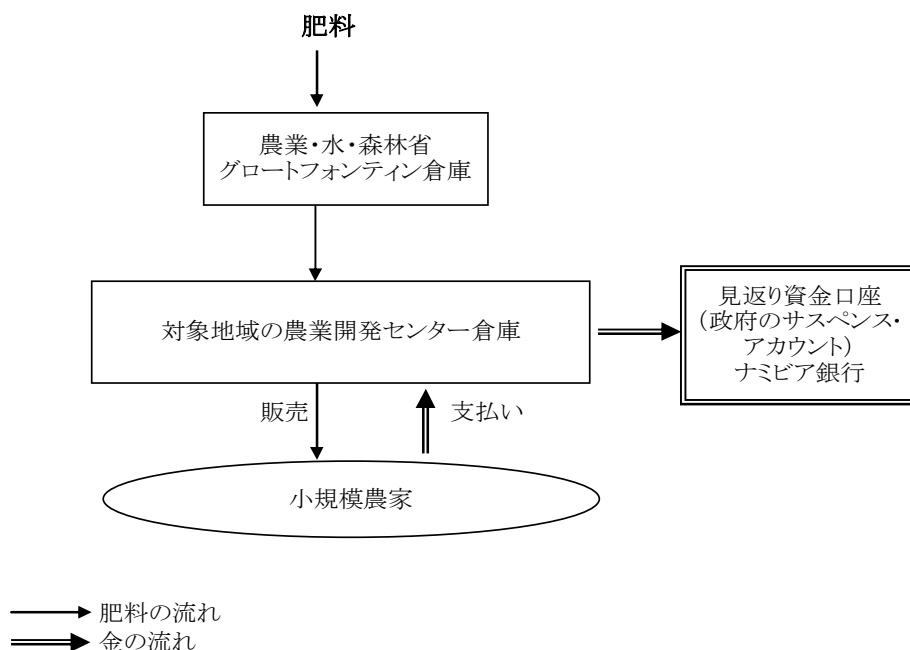 肥料
農業・水・森林省
グロートフォンティン倉庫
対象地域の農業開発センター倉庫
見返り資金口座
(政府のサスペンス・
アカウント)
ナミビア銀行
販売
支払い
小規模農家
肥料の流れ
金の流れ